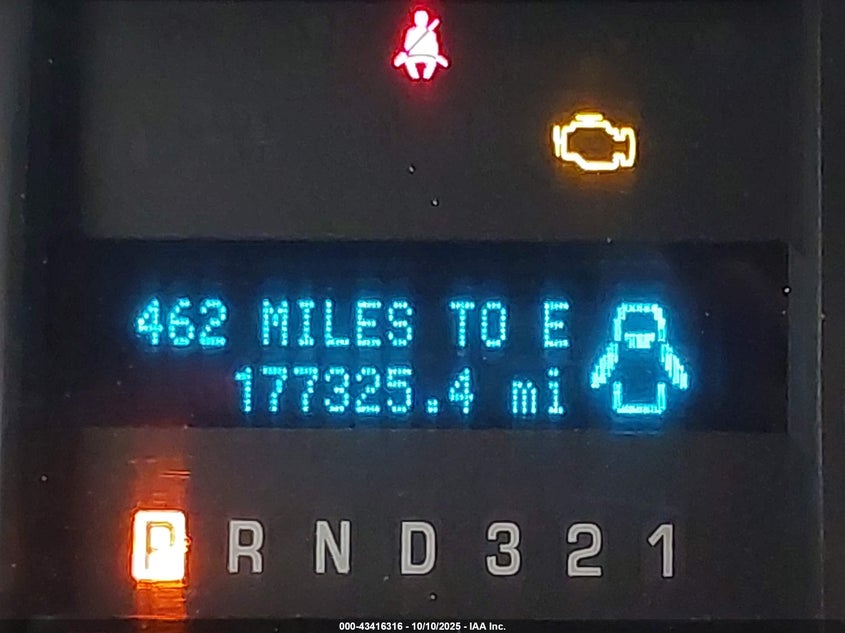 462 MILES TO E
177325.4 mi
P R N D 3 2 1
000-43416316 - 10/10/2025 - IAA Inc.